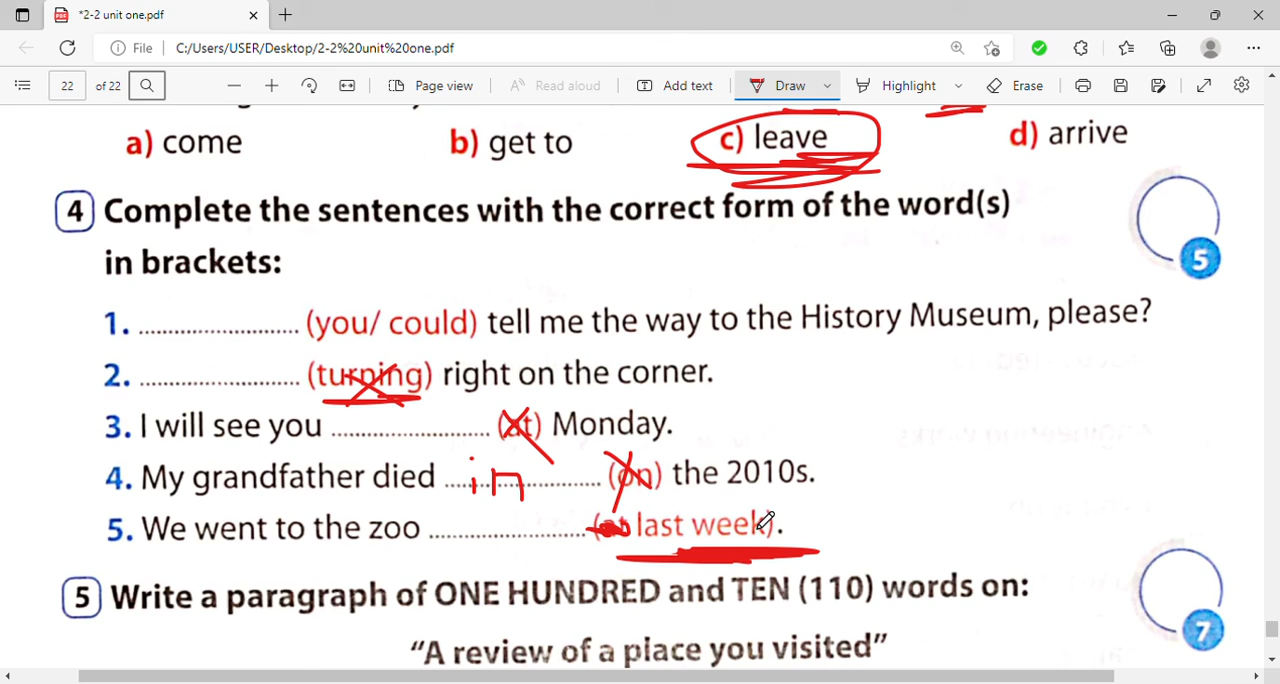 *2-2 unit one.pdf
File C:/Users/USER/Desktop/2-2%20unit%20one.pdf
22 of 22 Page view Read aloud Add text Draw Highlight Erase
a) come b) get to c) leave d) arrive
4 Complete the sentences with the correct form of the word(s)
in brackets:
5
1. .......................... (you/ could) tell me the way to the History Museum, please?
2. .......................... (turning) right on the corner.
3. I will see you .......................... (at) Monday.
4. My grandfather died ....in.......... (on) the 2010s.
5. We went to the zoo .......................... (at last week).
5 Write a paragraph of ONE HUNDRED and TEN (110) words on:
7
“A review of a place you visited”